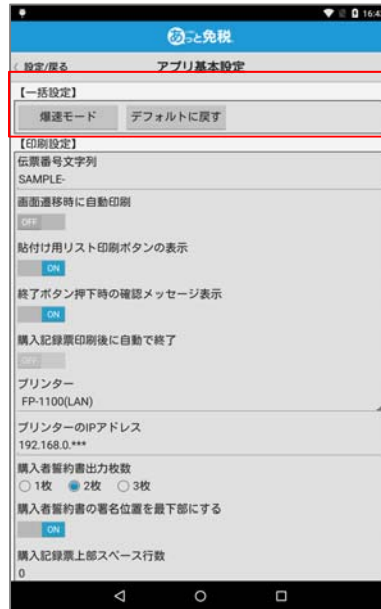 16:4
あっと免税
設定/戻る
アプリ基本設定
【一括設定】
爆速モード
デフォルトに戻す
【印刷設定】
伝票番号文字列
SAMPLE-
画面遷移時に自動印刷
OFF
貼付け用リスト印刷ボタンの表示
ON
終了ボタン押下時の確認メッセージ表示
ON
購入記録票印刷後に自動で終了
OFF
プリンター
FP-1100(LAN)
プリンターのIPアドレス
192.168.0.***
購入者誓約書出力枚数
1枚 2枚 3枚
購入者誓約書の署名位置を最下部にする
ON
購入記録票上部スペース行数
0